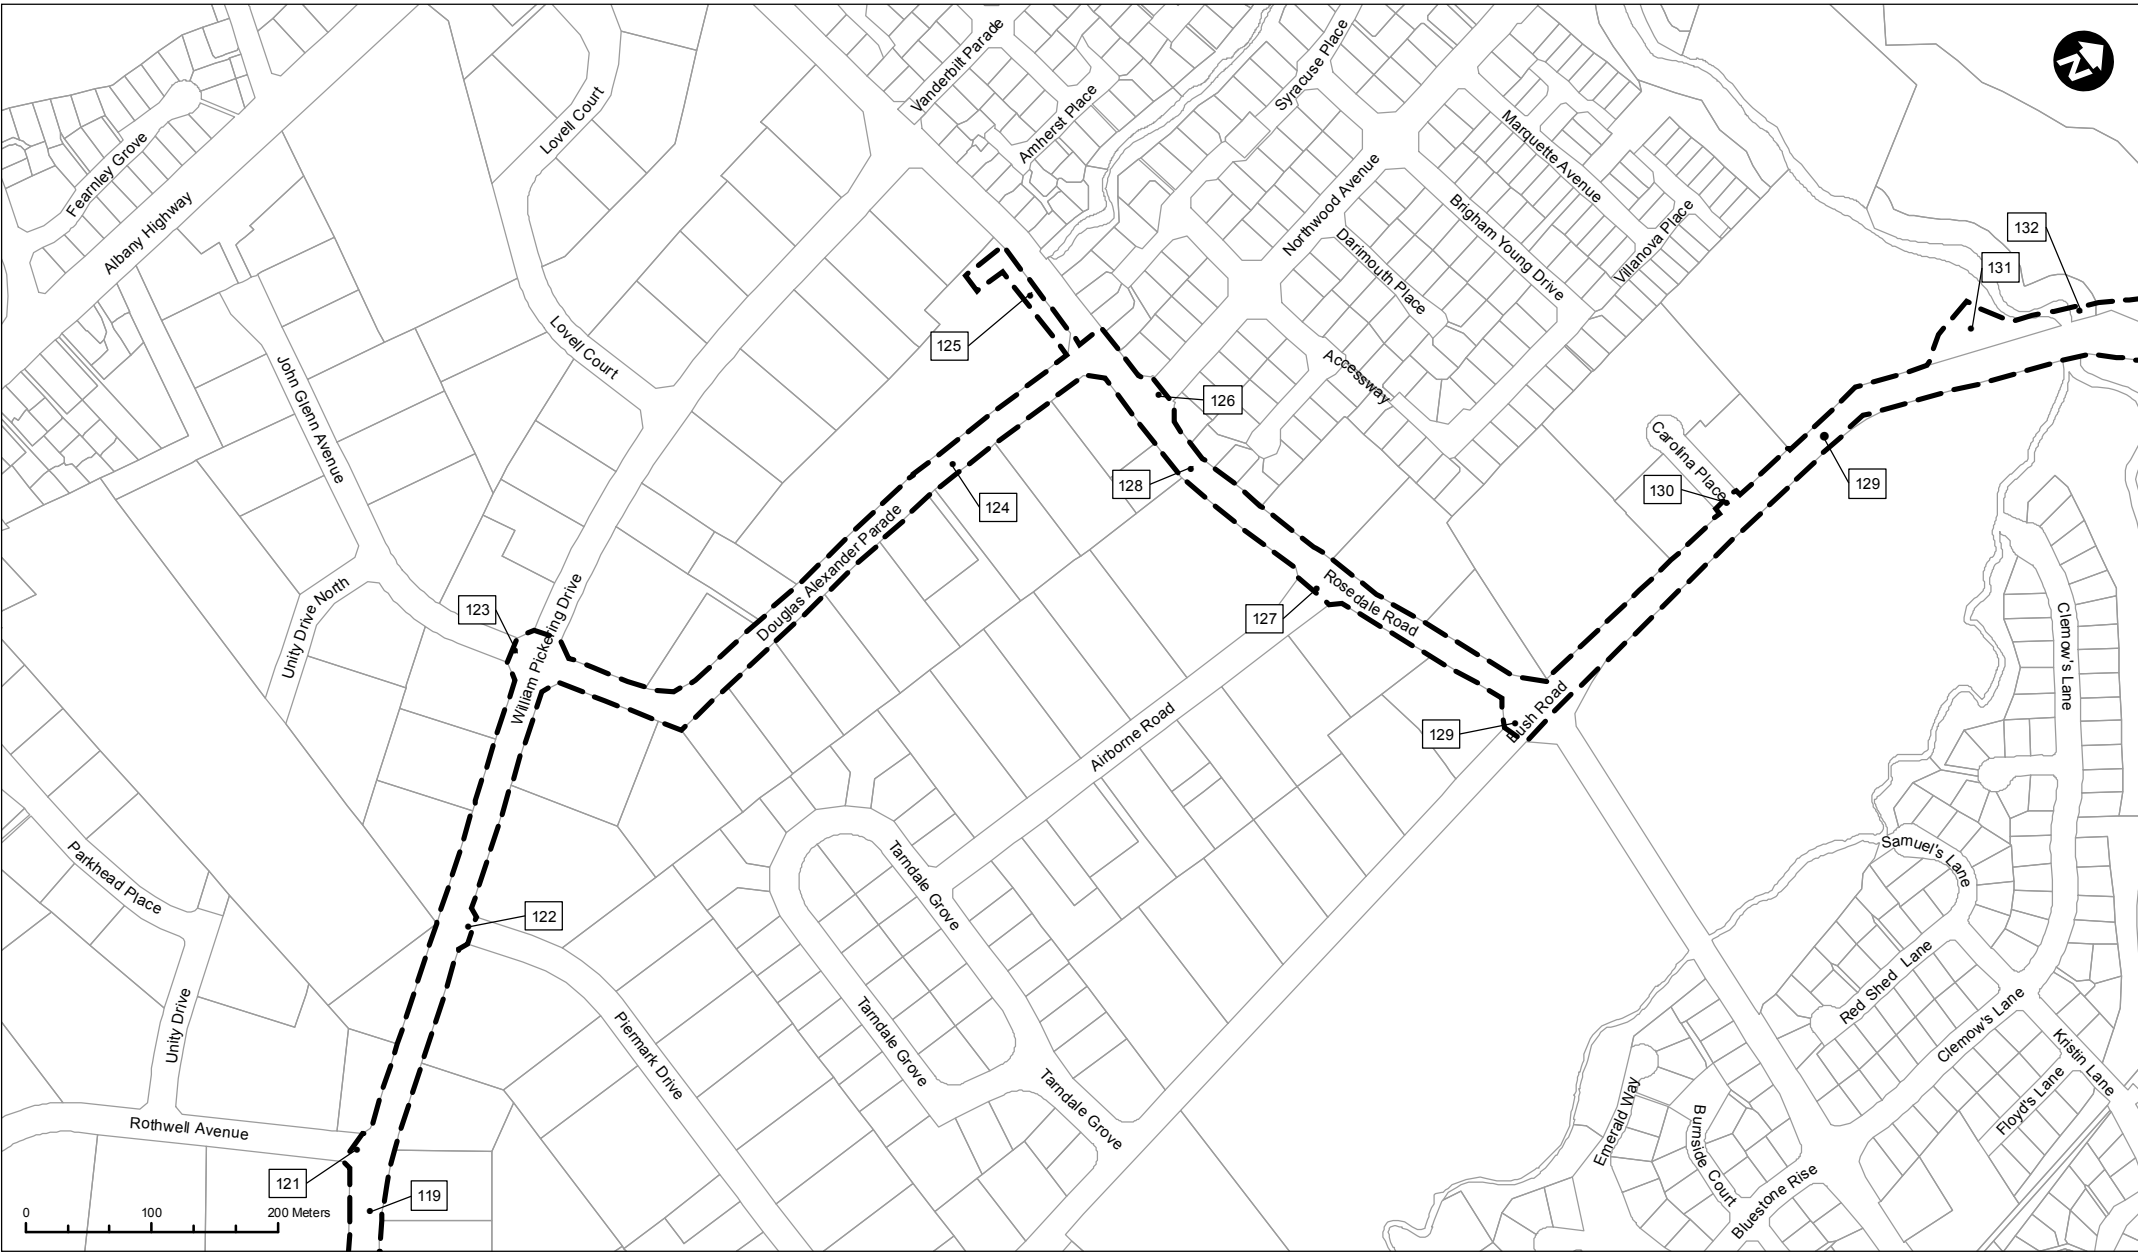 Vanderbilt Parade
Syracuse Place
N
Lovell Court
Amherst Place
Fearnley Grove
Marquette Avenue
Northwood Avenue
Albany Highway
Brigham Young Drive
Villanova Place
Darimouth Place
132
131
125
Lovell Court
John Glenn Avenue
Accessway
126
Carolina Place
128
130
129
124
Douglas Alexander Parade
Unity Drive North
123
William Pickering Drive
127
Rosedale Road
Clemow's Lane
Bush Road
129
Airborne Road
Parkhead Place
Tarndale Grove
Samuel's Lane
122
Red Shed Lane
Unity Drive
Piermark Drive
Tarndale Grove
Clemow's Lane
Kristin Lane
Rothwell Avenue
Tarndale Grove
Emerald Way
Burnside Court
Floyd's Lane
121
119
Bluestone Rise
0 100 200 Meters